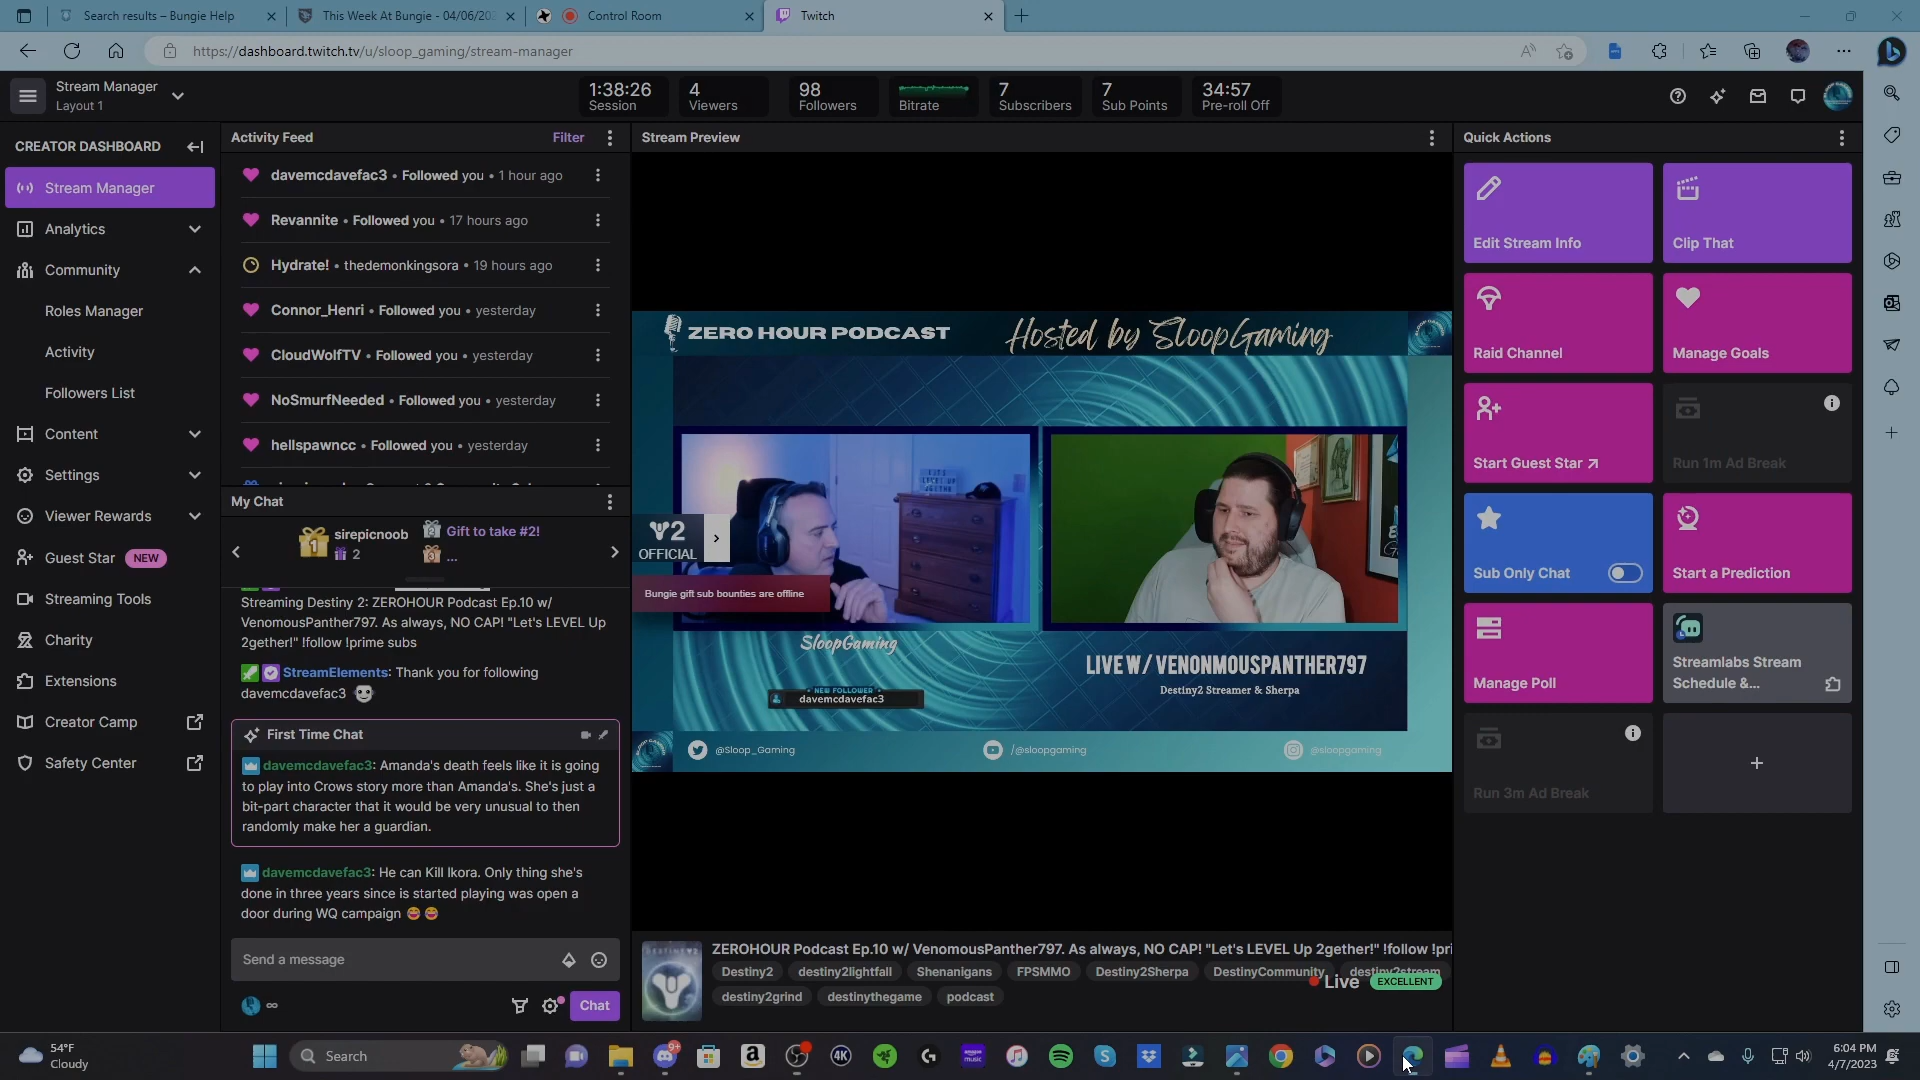 Search results – Bungie Help
This Week At Bungie - 04/06/202
Control Room
Twitch
https://dashboard.twitch.tv/u/sloop_gaming/stream-manager
Stream Manager
Layout 1
1:38:26
Session
4
Viewers
98
Followers
Bitrate
7
Subscribers
7
Sub Points
34:57
Pre-roll Off
CREATOR DASHBOARD
Stream Manager
Analytics
Community
Roles Manager
Activity
Followers List
Content
Settings
Viewer Rewards
Guest Star NEW
Streaming Tools
Charity
Extensions
Creator Camp
Safety Center
Activity Feed
Filter
davemcdavefac3 • Followed you • 1 hour ago
Revannite • Followed you • 17 hours ago
Hydrate! • thedemonkingsora • 19 hours ago
Connor_Henri • Followed you • yesterday
CloudWolfTV • Followed you • yesterday
NoSmurfNeeded • Followed you • yesterday
hellspawncc • Followed you • yesterday
My Chat
1
sirepicnoob
2
2
Gift to take #2!
3
...
Streaming Destiny 2: ZEROHOUR Podcast Ep.10 w/
VenomousPanther797. As always, NO CAP! "Let's LEVEL Up
2gether!" !follow !prime subs
StreamElements: Thank you for following
davemcdavefac3
First Time Chat
davemcdavefac3: Amanda's death feels like it is going
to play into Crows story more than Amanda's. She's just a
bit-part character that it would be very unusual to then
randomly make her a guardian.
davemcdavefac3: He can Kill Ikora. Only thing she's
done in three years since is started playing was open a
door during WQ campaign 😂 😂
Send a message
∞
Chat
Stream Preview
ZERO HOUR PODCAST
Hosted by SloopGaming
2
OFFICIAL
Bungie gift sub bounties are offline
SloopGaming
NEW FOLLOWER
davemcdavefac3
LIVE W/ VENONMOUSPANTHER797
Destiny2 Streamer & Sherpa
@Sloop_Gaming
/@sloopgaming
@sloopgaming
ZEROHOUR Podcast Ep.10 w/ VenomousPanther797. As always, NO CAP! "Let's LEVEL Up 2gether!" !follow !pri
Destiny2
destiny2lightfall
Shenanigans
FPSMMO
Destiny2Sherpa
DestinyCommunity
destiny2stream
destiny2grind
destinythegame
podcast
Live
EXCELLENT
Quick Actions
Edit Stream Info
Clip That
Raid Channel
Manage Goals
Start Guest Star
Run 1m Ad Break
Sub Only Chat
Start a Prediction
Manage Poll
Streamlabs Stream
Schedule &...
Run 3m Ad Break
54°F
Cloudy
Search
9+
4K
6:04 PM
4/7/2023